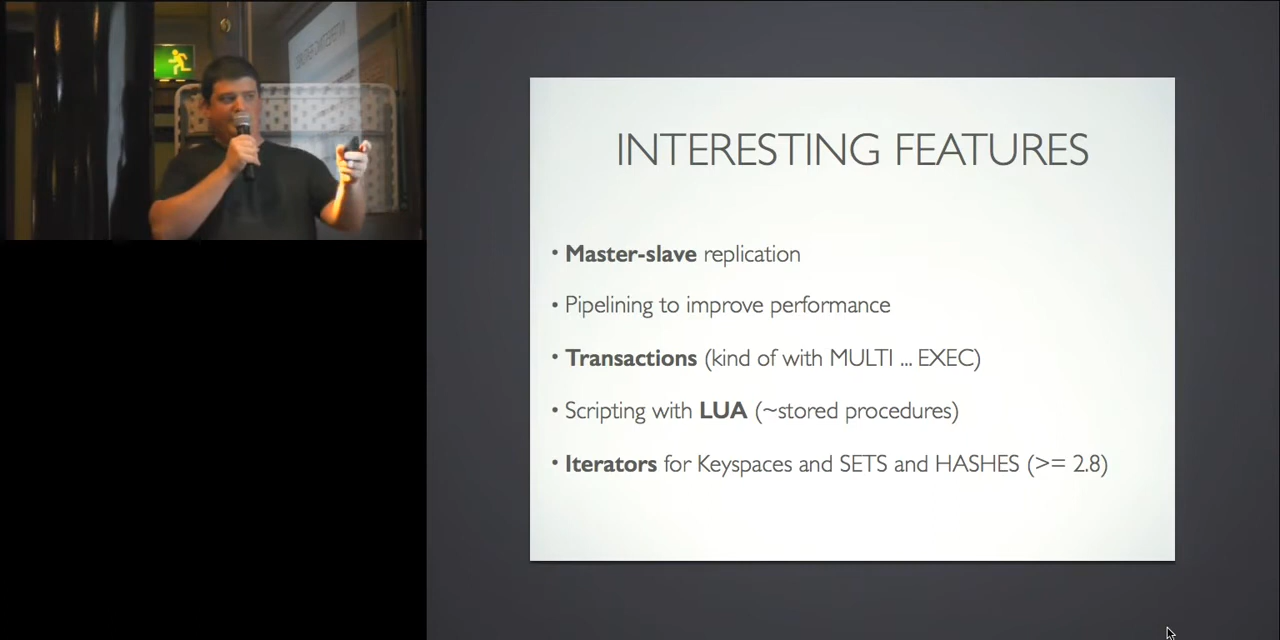 INTERESTING FEATURES
• Master-slave replication
• Pipelining to improve performance
• Transactions (kind of with MULTI ... EXEC)
• Scripting with LUA (~stored procedures)
• Iterators for Keyspaces and SETS and HASHES (>= 2.8)